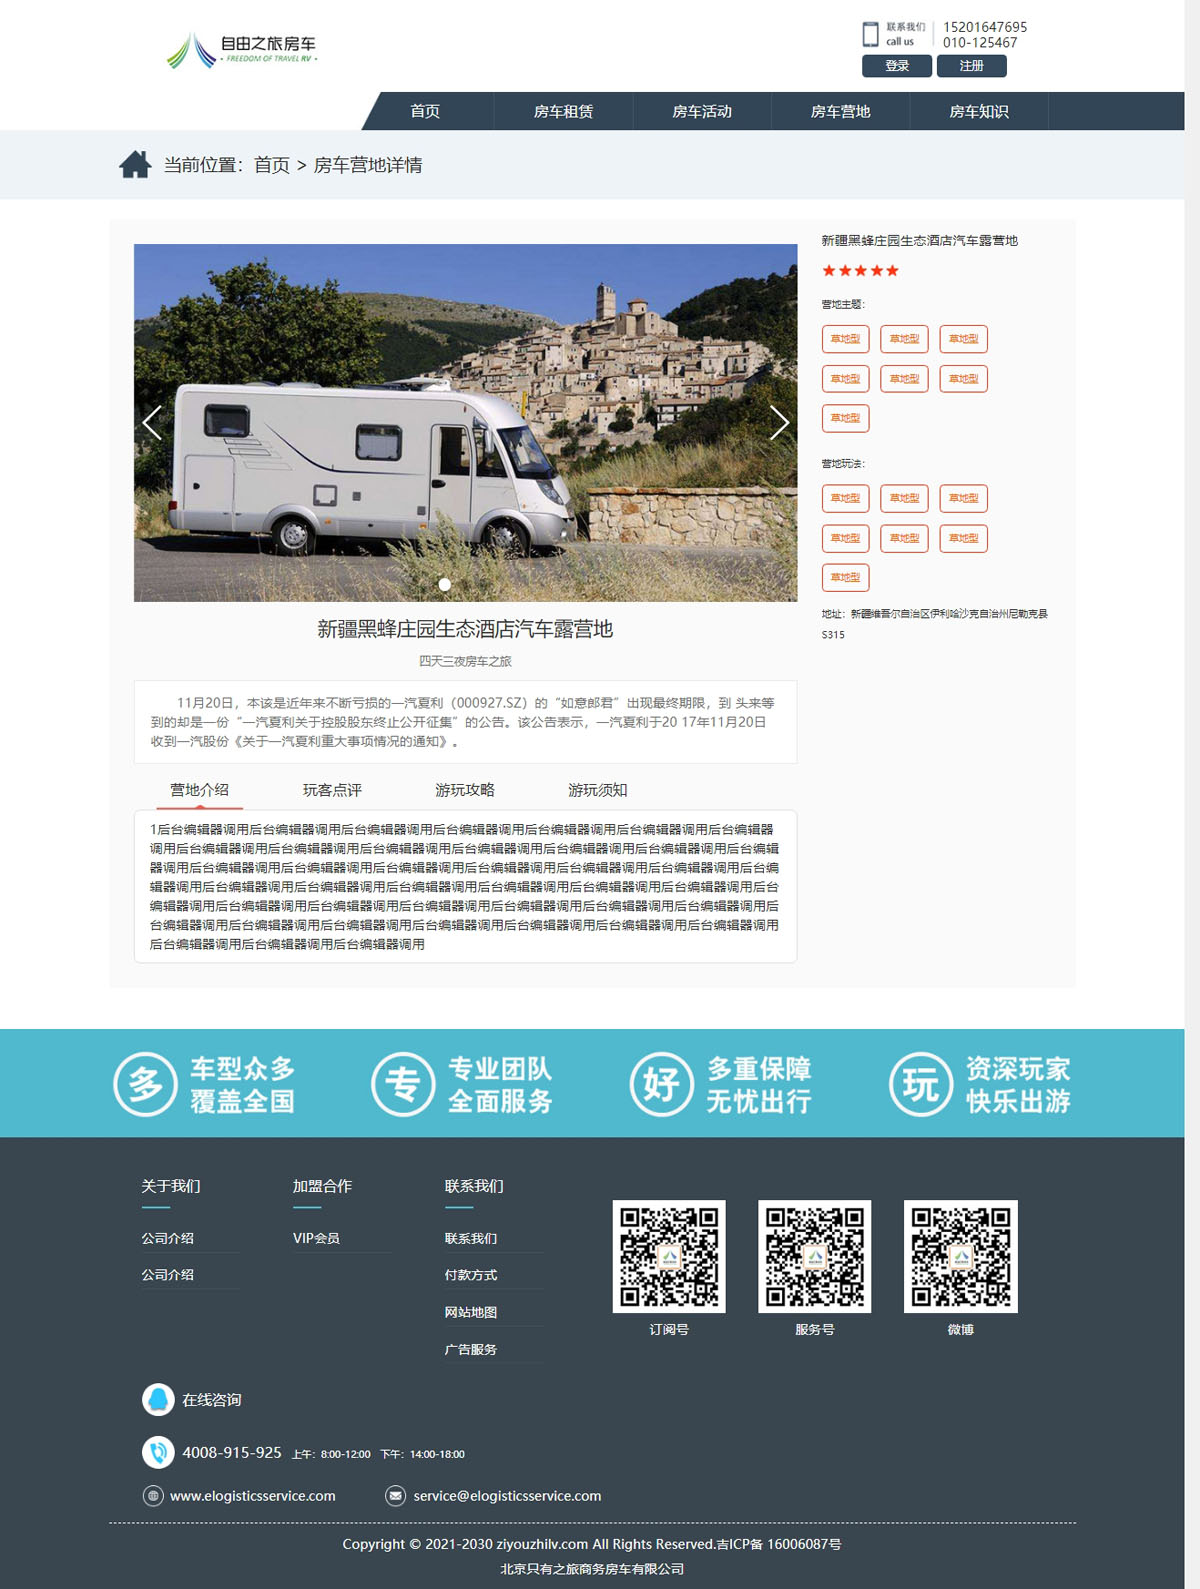 自由之旅房车
FREEDOM OF TRAVEL RV
联系我们
call us
15201647695
010-125467
登录 注册
首页 房车租赁 房车活动 房车营地 房车知识
当前位置：首页 > 房车营地详情
新疆黑蜂庄园生态酒店汽车露营地
营地主题：
草地型 草地型 草地型
草地型 草地型 草地型
草地型
营地玩法：
草地型 草地型 草地型
草地型 草地型 草地型
草地型
地址：新疆维吾尔自治区伊利哈沙克自治州尼勒克县
S315
新疆黑蜂庄园生态酒店汽车露营地
四天三夜房车之旅
11月20日，本该是近年来不断亏损的一汽夏利（000927.SZ）的“如意郎君”出现最终期限，到 头来等
到的却是一份“一汽夏利关于控股股东终止公开征集”的公告。该公告表示，一汽夏利于20 17年11月20日
收到一汽股份《关于一汽夏利重大事项情况的通知》。
营地介绍 玩客点评 游玩攻略 游玩须知
1后台编辑器调用后台编辑器调用后台编辑器调用后台编辑器调用后台编辑器调用后台编辑器调用后台编辑器
调用后台编辑器调用后台编辑器调用后台编辑器调用后台编辑器调用后台编辑器调用后台编辑器调用后台编辑
器调用后台编辑器调用后台编辑器调用后台编辑器调用后台编辑器调用后台编辑器调用后台编辑器调用后台编
辑器调用后台编辑器调用后台编辑器调用后台编辑器调用后台编辑器调用后台编辑器调用后台编辑器调用后台
编辑器调用后台编辑器调用后台编辑器调用后台编辑器调用后台编辑器调用后台编辑器调用后台编辑器调用后
台编辑器调用后台编辑器调用后台编辑器调用后台编辑器调用后台编辑器调用后台编辑器调用后台编辑器调用
后台编辑器调用后台编辑器调用后台编辑器调用
多 车型众多 专 专业团队 好 多重保障 玩 资深玩家
覆盖全国 全面服务 无忧出行 快乐出游
关于我们 加盟合作 联系我们
公司介绍 VIP会员 联系我们
公司介绍 付款方式
网站地图
订阅号 服务号 微博
广告服务
在线咨询
4008-915-925 上午：8:00-12:00 下午：14:00-18:00
www.elogisticsservice.com service@elogisticsservice.com
Copyright © 2021-2030 ziyouzhilv.com All Rights Reserved.吉ICP备 16006087号
北京只有之旅商务房车有限公司